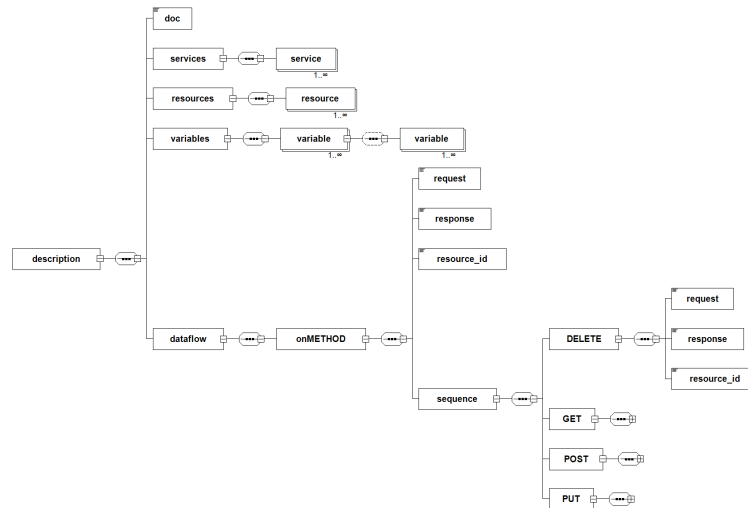 doc
services
service
1..∞
resources
resource
1..∞
variables
variable
variable
1..∞
1..∞
request
response
description
resource_id
dataflow
onMETHOD
DELETE
request
response
resource_id
sequence
GET
POST
PUT